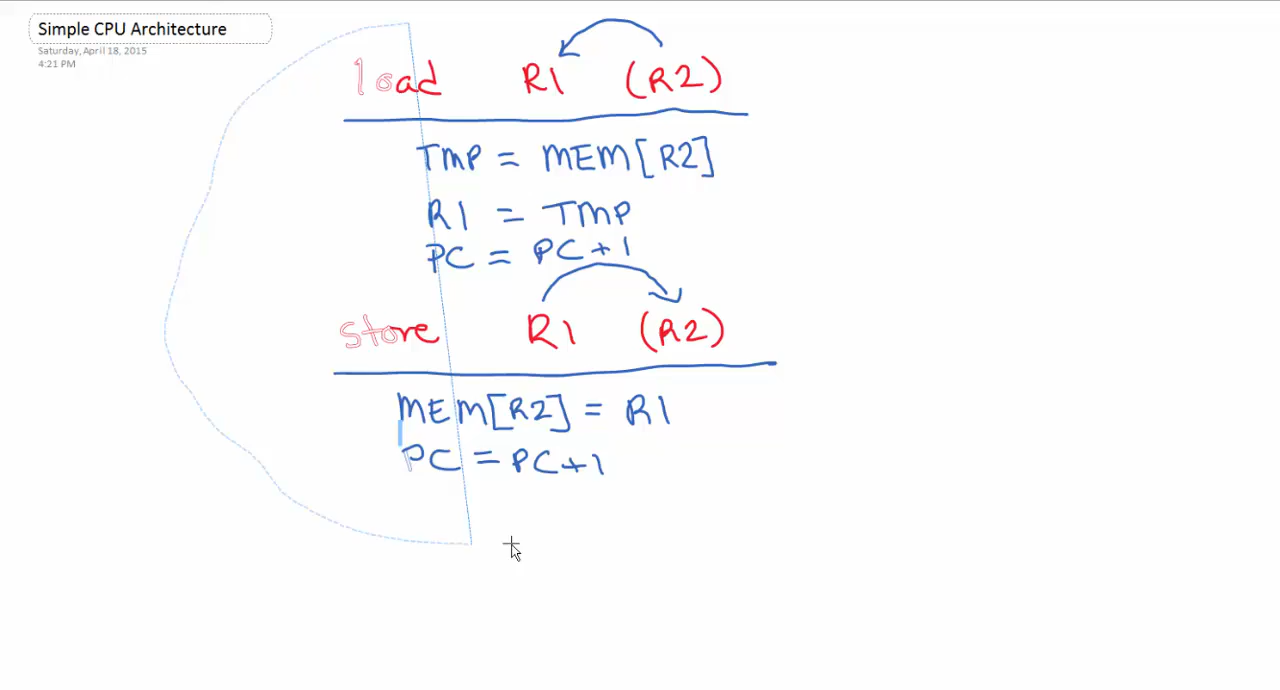 Simple CPU Architecture
Saturday, April 18, 2015
4:21 PM
load R1 (R2)
TMP = MEM[R2]
R1 = TMP
PC = PC+1
store R1 (R2)
MEM[R2] = R1
PC = PC+1